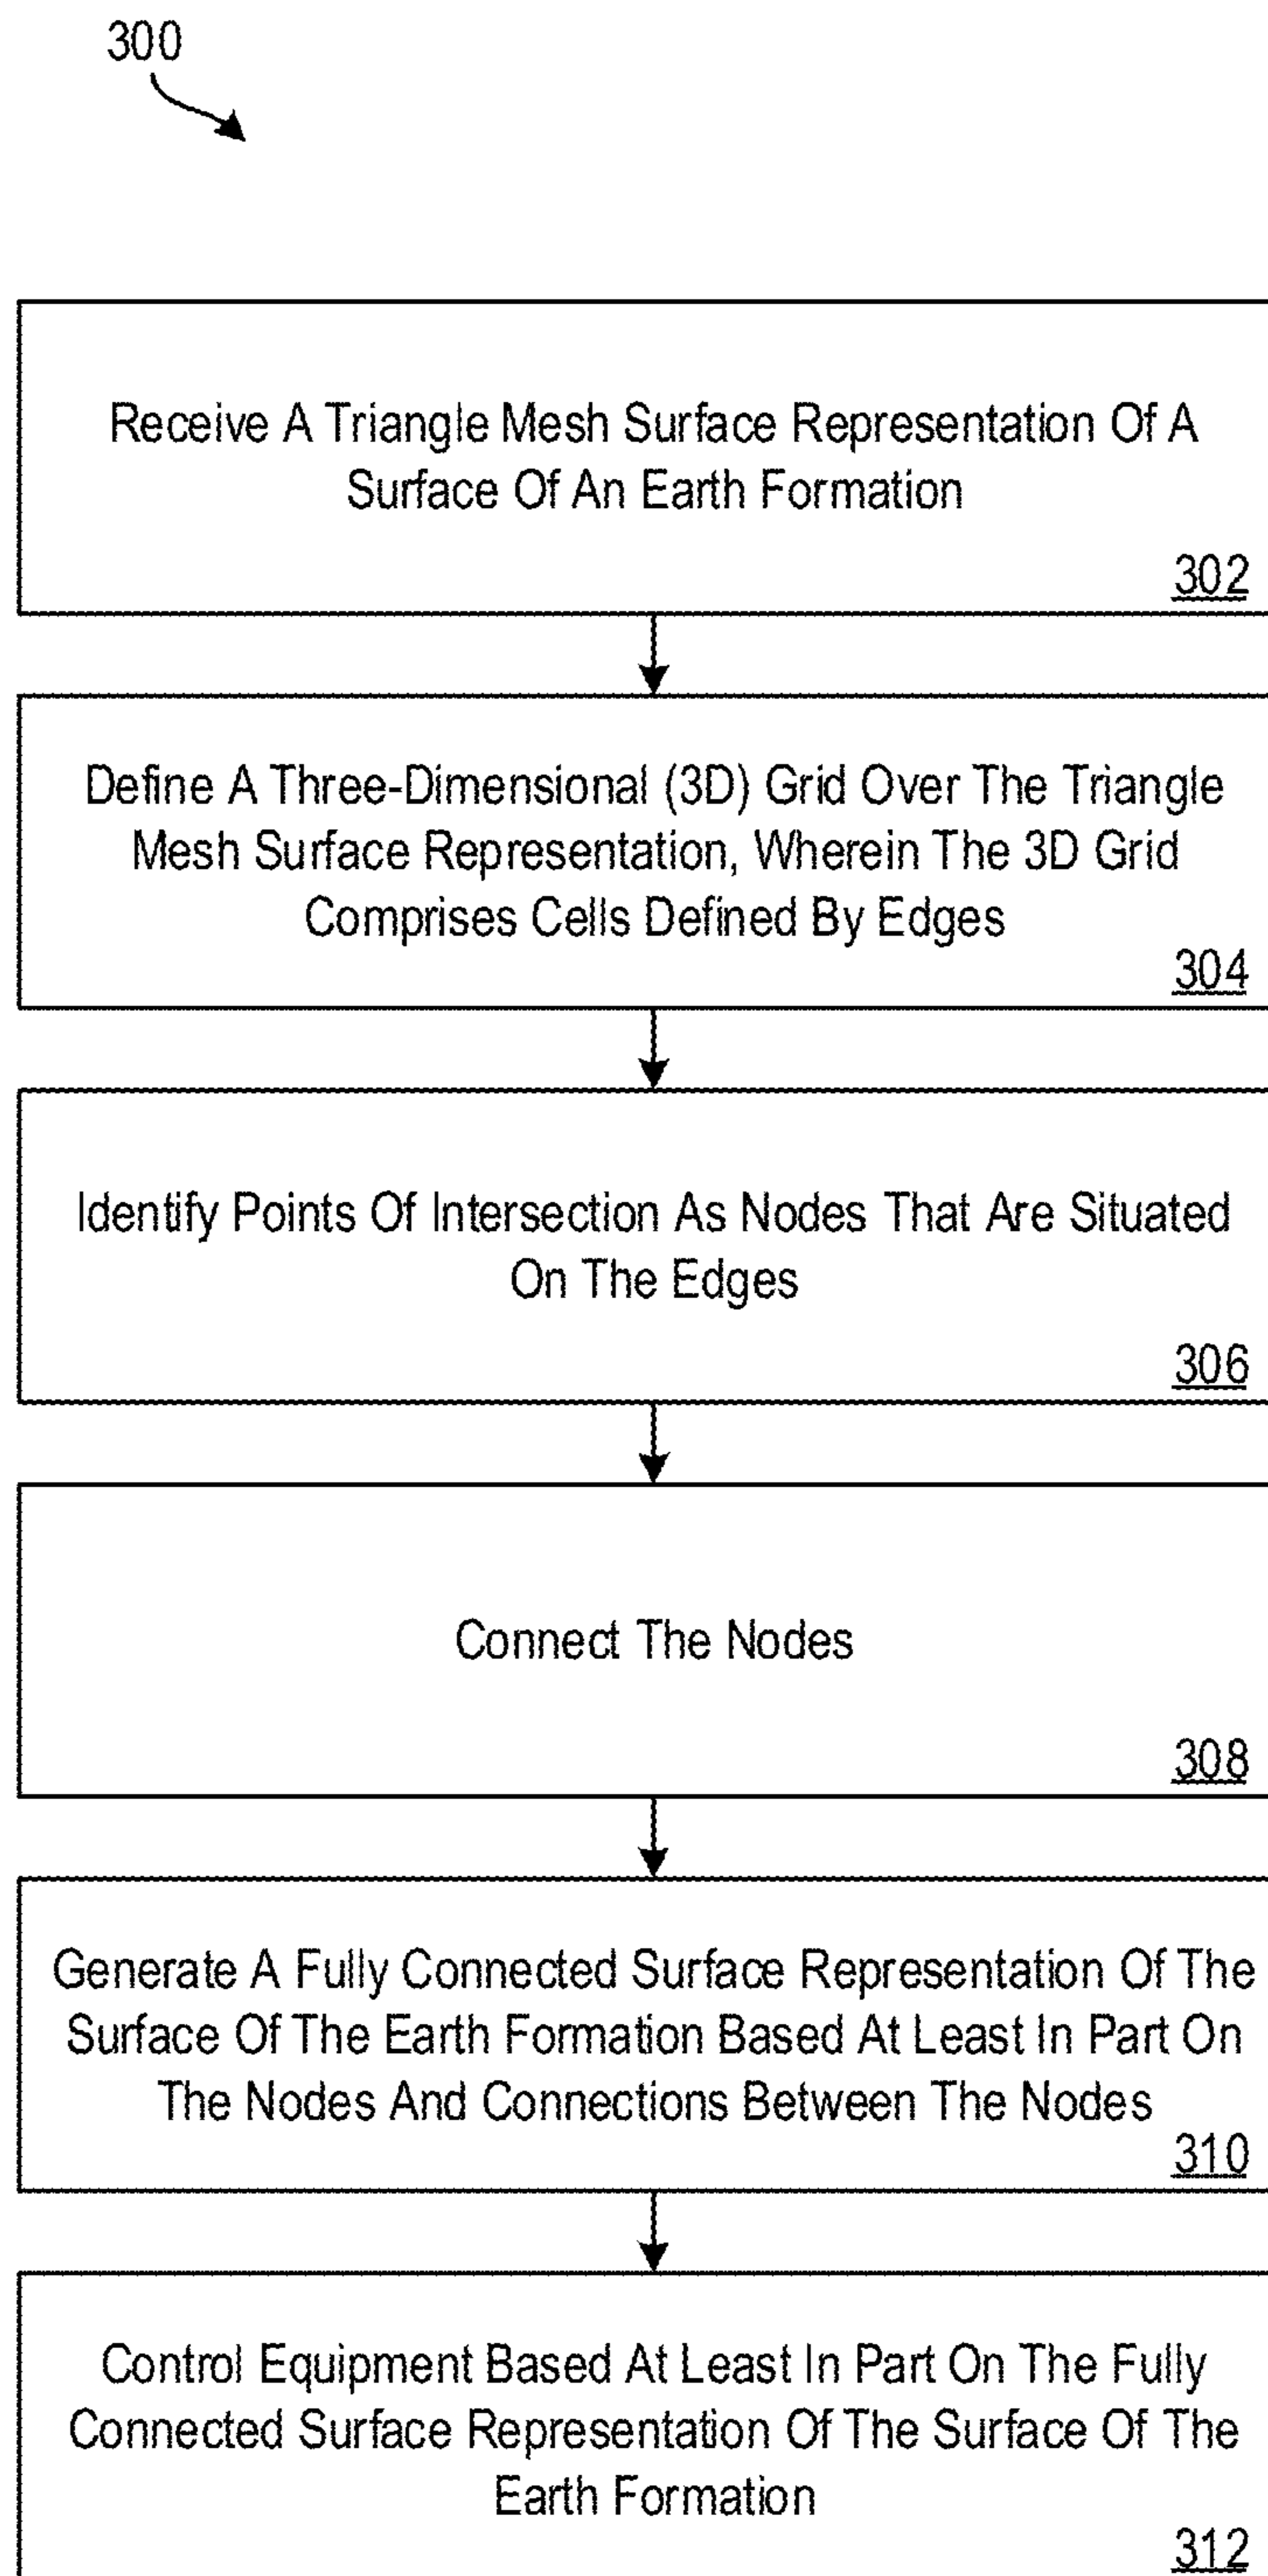 300
Receive A Triangle Mesh Surface Representation Of A
Surface Of An Earth Formation
302
Define A Three-Dimensional (3D) Grid Over The Triangle
Mesh Surface Representation, Wherein The 3D Grid
Comprises Cells Defined By Edges
304
Identify Points Of Intersection As Nodes That Are Situated
On The Edges
306
Connect The Nodes
308
Generate A Fully Connected Surface Representation Of The
Surface Of The Earth Formation Based At Least In Part On
The Nodes And Connections Between The Nodes
310
Control Equipment Based At Least In Part On The Fully
Connected Surface Representation Of The Surface Of The
Earth Formation
312